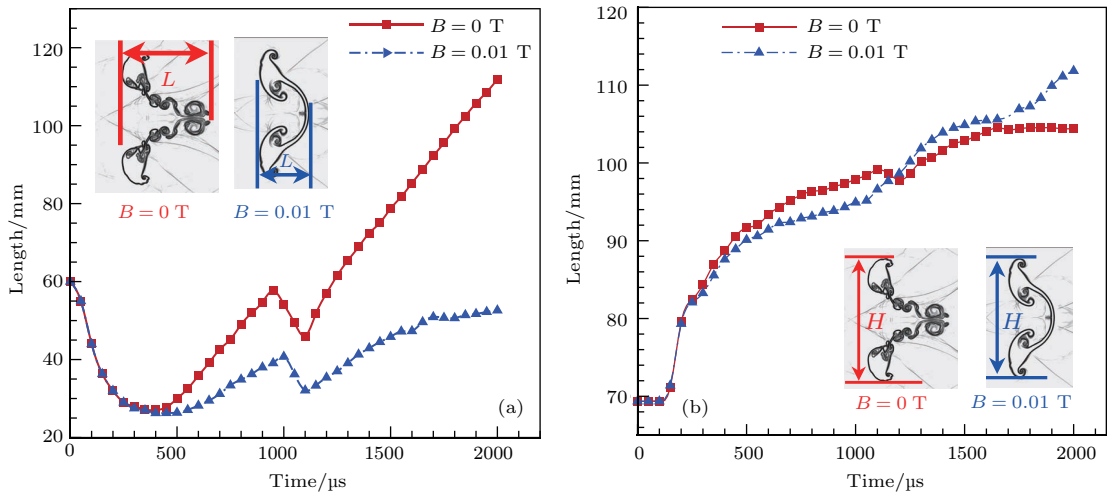 B = 0 T
B = 0.01 T
120
100
80
60
40
20
Length/mm
L
L
B = 0 T
B = 0.01 T
(a)
0
500
1000
1500
2000
Time/μs
B = 0 T
B = 0.01 T
120
110
100
90
80
70
Length/mm
H
H
B = 0 T
B = 0.01 T
(b)
0
500
1000
1500
2000
Time/μs